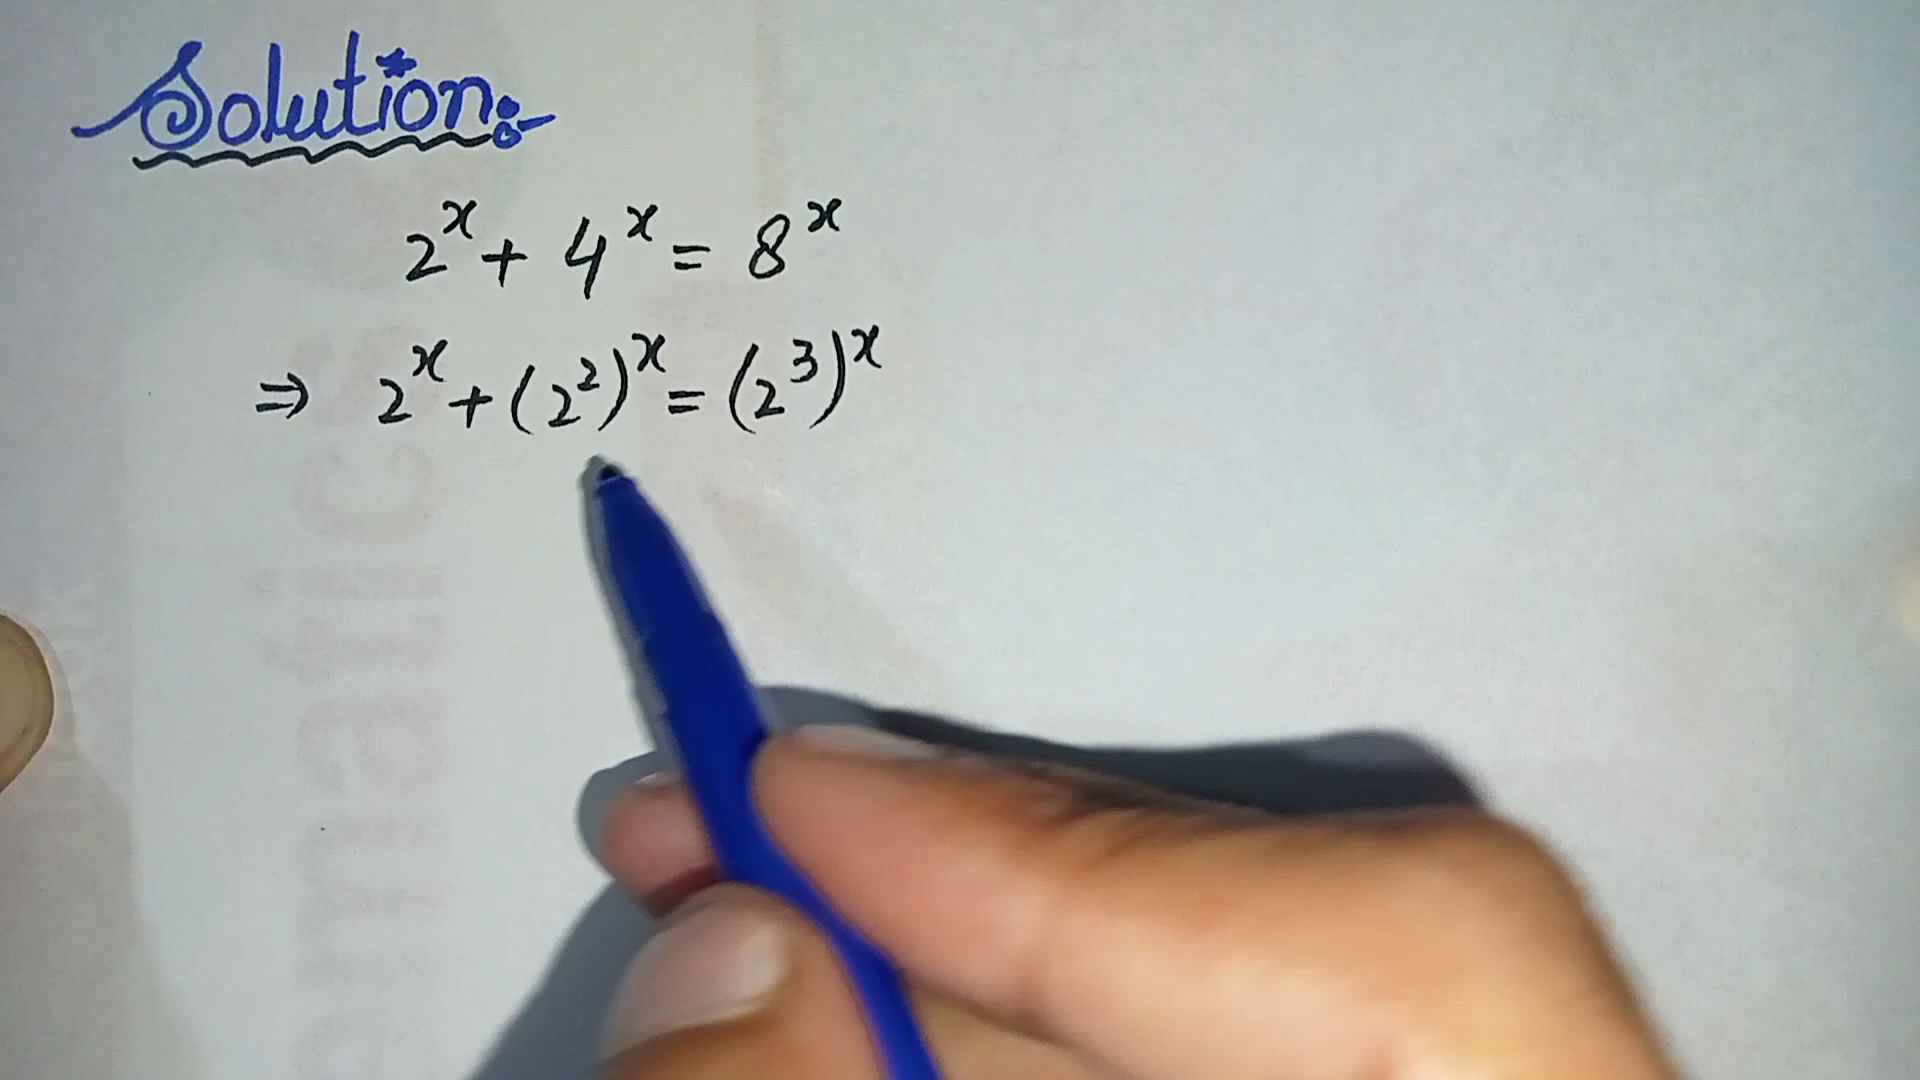 Solution:-
2^x + 4^x = 8^x
⇒ 2^x + (2^2)^x = (2^3)^x